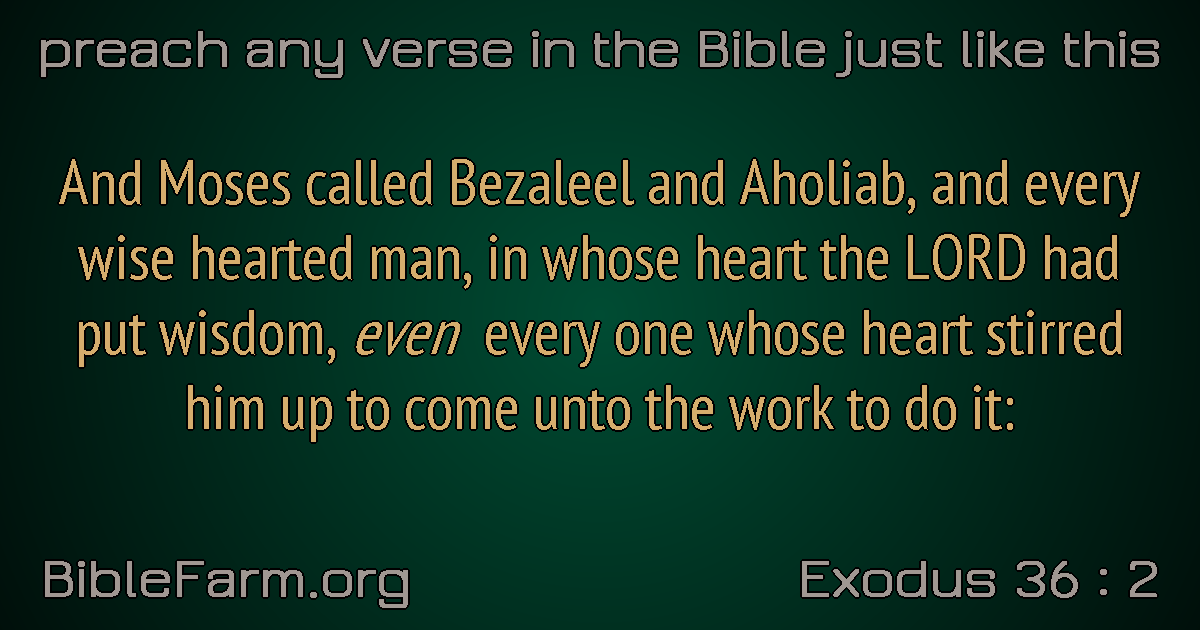 preach any verse in the Bible just like this
And Moses called Bezaleel and Aholiab, and every
wise hearted man, in whose heart the LORD had
put wisdom, even every one whose heart stirred
him up to come unto the work to do it:
BibleFarm.org
Exodus 36 : 2